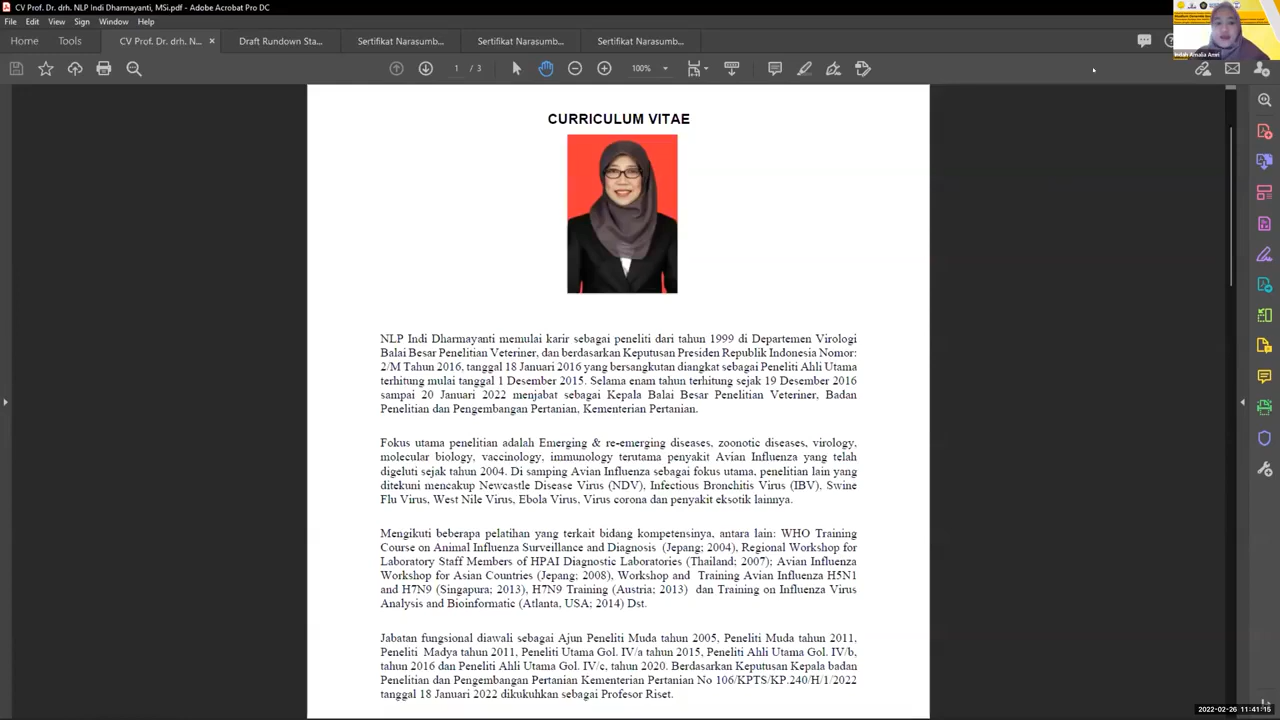 CV Prof. Dr. drh. NLP Indi Dharmayanti, MSi.pdf - Adobe Acrobat Pro DC
File Edit View Sign Window Help
Home Tools CV Prof. Dr. drh. N... × Draft Rundown Sta... Sertifikat Narasumb... Sertifikat Narasumb... Sertifikat Narasumb...
1 / 3 100%
Indah Amalia Amri
CURRICULUM VITAE
NLP Indi Dharmayanti memulai karir sebagai peneliti dari tahun 1999 di Departemen Virologi
Balai Besar Penelitian Veteriner, dan berdasarkan Keputusan Presiden Republik Indonesia Nomor:
2/M Tahun 2016, tanggal 18 Januari 2016 yang bersangkutan diangkat sebagai Peneliti Ahli Utama
terhitung mulai tanggal 1 Desember 2015. Selama enam tahun terhitung sejak 19 Desember 2016
sampai 20 Januari 2022 menjabat sebagai Kepala Balai Besar Penelitian Veteriner, Badan
Penelitian dan Pengembangan Pertanian, Kementerian Pertanian.
Fokus utama penelitian adalah Emerging & re-emerging diseases, zoonotic diseases, virology,
molecular biology, vaccinology, immunology terutama penyakit Avian Influenza yang telah
digeluti sejak tahun 2004. Di samping Avian Influenza sebagai fokus utama, penelitian lain yang
ditekuni mencakup Newcastle Disease Virus (NDV), Infectious Bronchitis Virus (IBV), Swine
Flu Virus, West Nile Virus, Ebola Virus, Virus corona dan penyakit eksotik lainnya.
Mengikuti beberapa pelatihan yang terkait bidang kompetensinya, antara lain: WHO Training
Course on Animal Influenza Surveillance and Diagnosis (Jepang; 2004), Regional Workshop for
Laboratory Staff Members of HPAI Diagnostic Laboratories (Thailand; 2007); Avian Influenza
Workshop for Asian Countries (Jepang; 2008), Workshop and Training Avian Influenza H5N1
and H7N9 (Singapura; 2013), H7N9 Training (Austria; 2013) dan Training on Influenza Virus
Analysis and Bioinformatic (Atlanta, USA; 2014) Dst.
Jabatan fungsional diawali sebagai Ajun Peneliti Muda tahun 2005, Peneliti Muda tahun 2011,
Peneliti Madya tahun 2011, Peneliti Utama Gol. IV/a tahun 2015, Peneliti Ahli Utama Gol. IV/b,
tahun 2016 dan Peneliti Ahli Utama Gol. IV/c, tahun 2020. Berdasarkan Keputusan Kepala badan
Penelitian dan Pengembangan Pertanian Kementerian Pertanian No 106/KPTS/KP.240/H/1/2022
tanggal 18 Januari 2022 dikukuhkan sebagai Profesor Riset.
2022-02-26 11:41:15